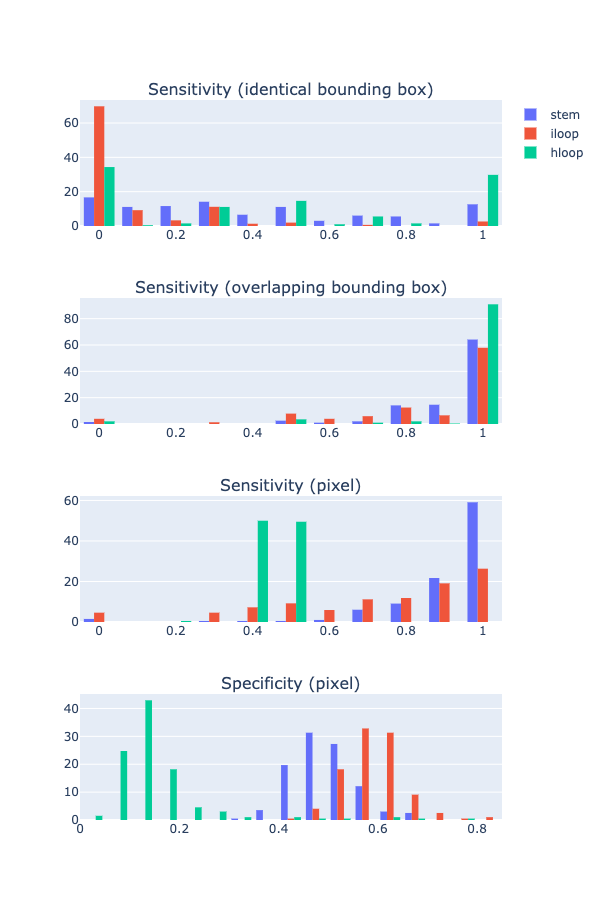 Sensitivity (identical bounding box)
60
40
20
0
0 0.2 0.4 0.6 0.8 1
stem
iloop
hloop
Sensitivity (overlapping bounding box)
80
60
40
20
0
0 0.2 0.4 0.6 0.8 1
Sensitivity (pixel)
60
40
20
0
0 0.2 0.4 0.6 0.8 1
Specificity (pixel)
40
30
20
10
0
0 0.2 0.4 0.6 0.8